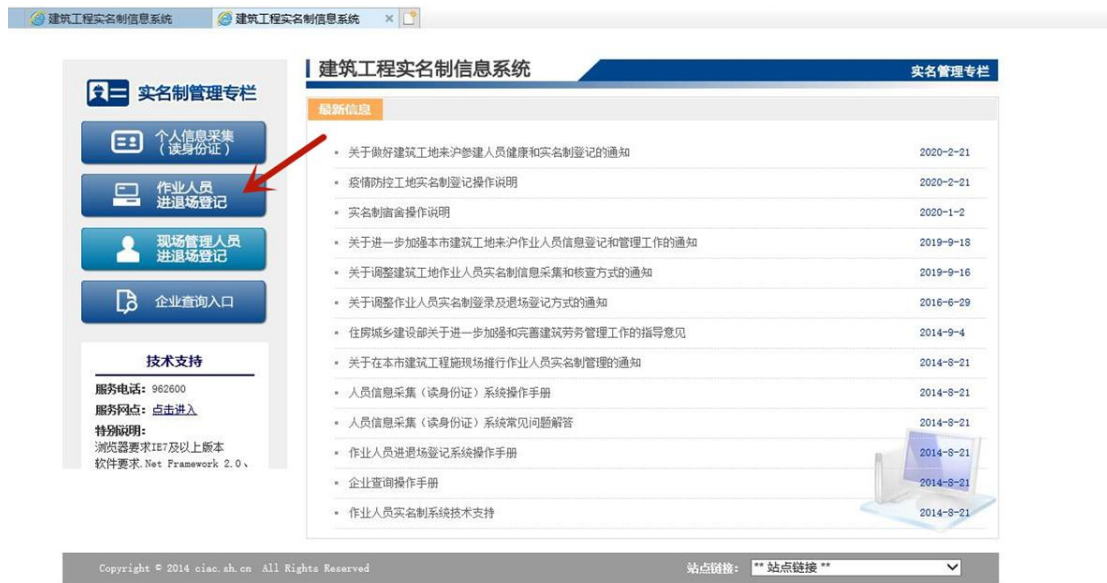 建筑工程实名制信息系统
建筑工程实名制信息系统
实名制管理专栏
个人信息采集
（读身份证）
作业人员
进退场登记
现场管理人员
进退场登记
企业查询入口
技术支持
服务电话：962600
服务网点：点击进入
特别说明：
浏览器要求IE7及以上版本
软件要求.Net Framework 2.0、
建筑工程实名制信息系统
实名管理专栏
最新信息
关于做好建筑工地来沪参建人员健康和实名制登记的通知 2020-2-21
疫情防控工地实名制登记操作说明 2020-2-21
实名制宿舍操作说明 2020-1-2
关于进一步加强本市建筑工地来沪作业人员信息登记和管理工作的通知 2019-9-18
关于调整建筑工地作业人员实名制信息采集和核查方式的通知 2019-9-16
关于调整作业人员实名制登录及退场登记方式的通知 2016-6-29
住房城乡建设部关于进一步加强和完善建筑劳务管理工作的指导意见 2014-9-4
关于在本市建筑工程施现场推行作业人员实名制管理的通知 2014-8-21
人员信息采集（读身份证）系统操作手册 2014-8-21
人员信息采集（读身份证）系统常见问题解答 2014-8-21
作业人员进退场登记系统操作手册 2014-8-21
企业查询操作手册 2014-8-21
作业人员实名制系统技术支持 2014-8-21
Copyright © 2014 ciac.sh.cn All Rights Reserved
站点链接： ** 站点链接 **